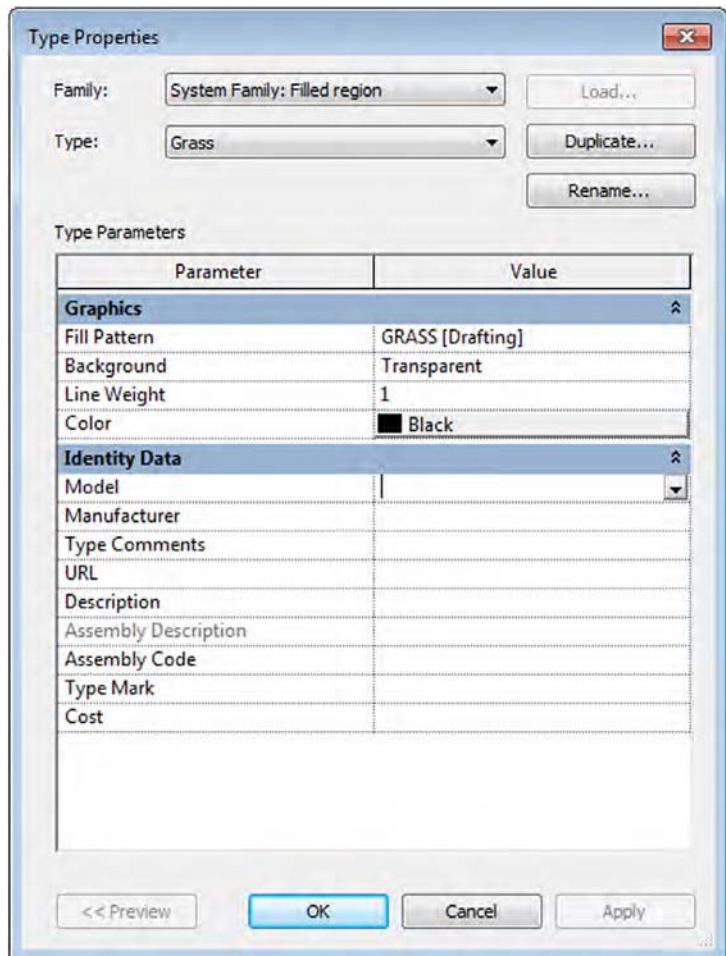 Type Properties
Family: System Family: Filled region Load...
Type: Grass Duplicate...
Rename...
Type Parameters
Parameter Value
Graphics
Fill Pattern GRASS [Drafting]
Background Transparent
Line Weight 1
Color Black
Identity Data
Model
Manufacturer
Type Comments
URL
Description
Assembly Description
Assembly Code
Type Mark
Cost
<< Preview OK Cancel Apply